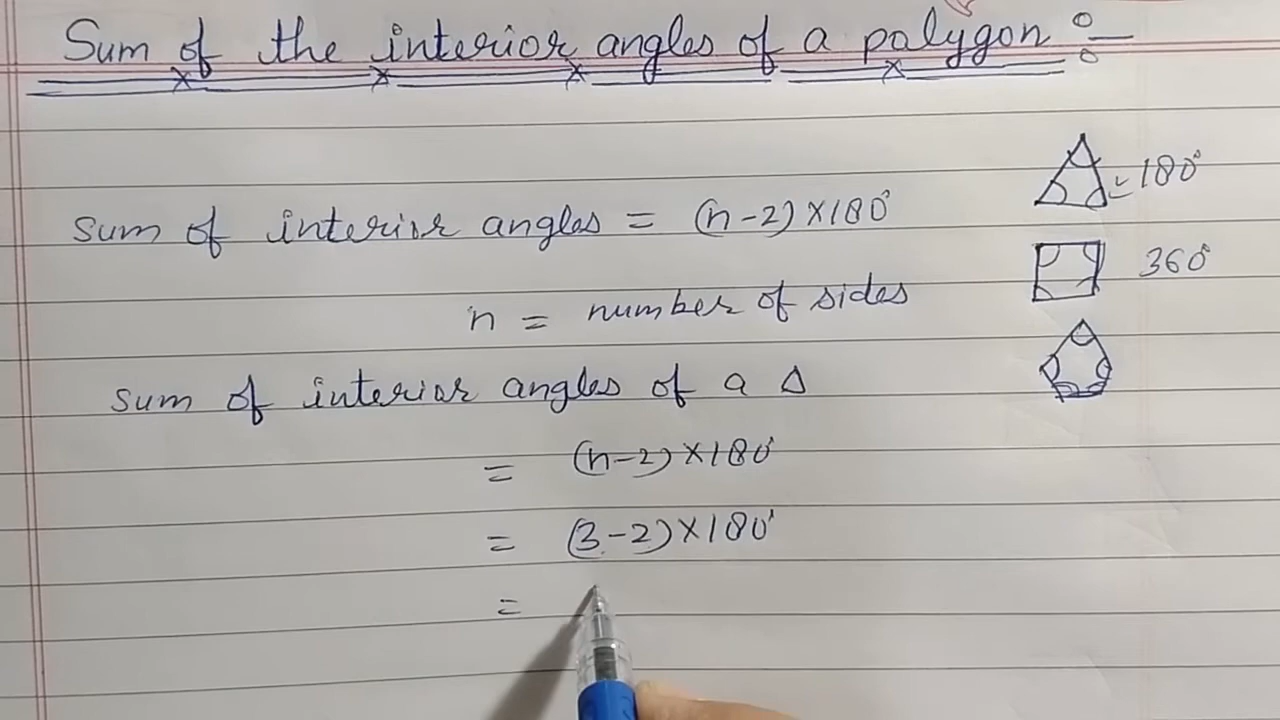 Sum of the interior angles of a polygon :-
Sum of interior angles = (n-2)×180°
n = number of sides
Sum of interior angles of a Δ
= (n-2)×180°
= (3-2)×180°
=
= 180°
360°